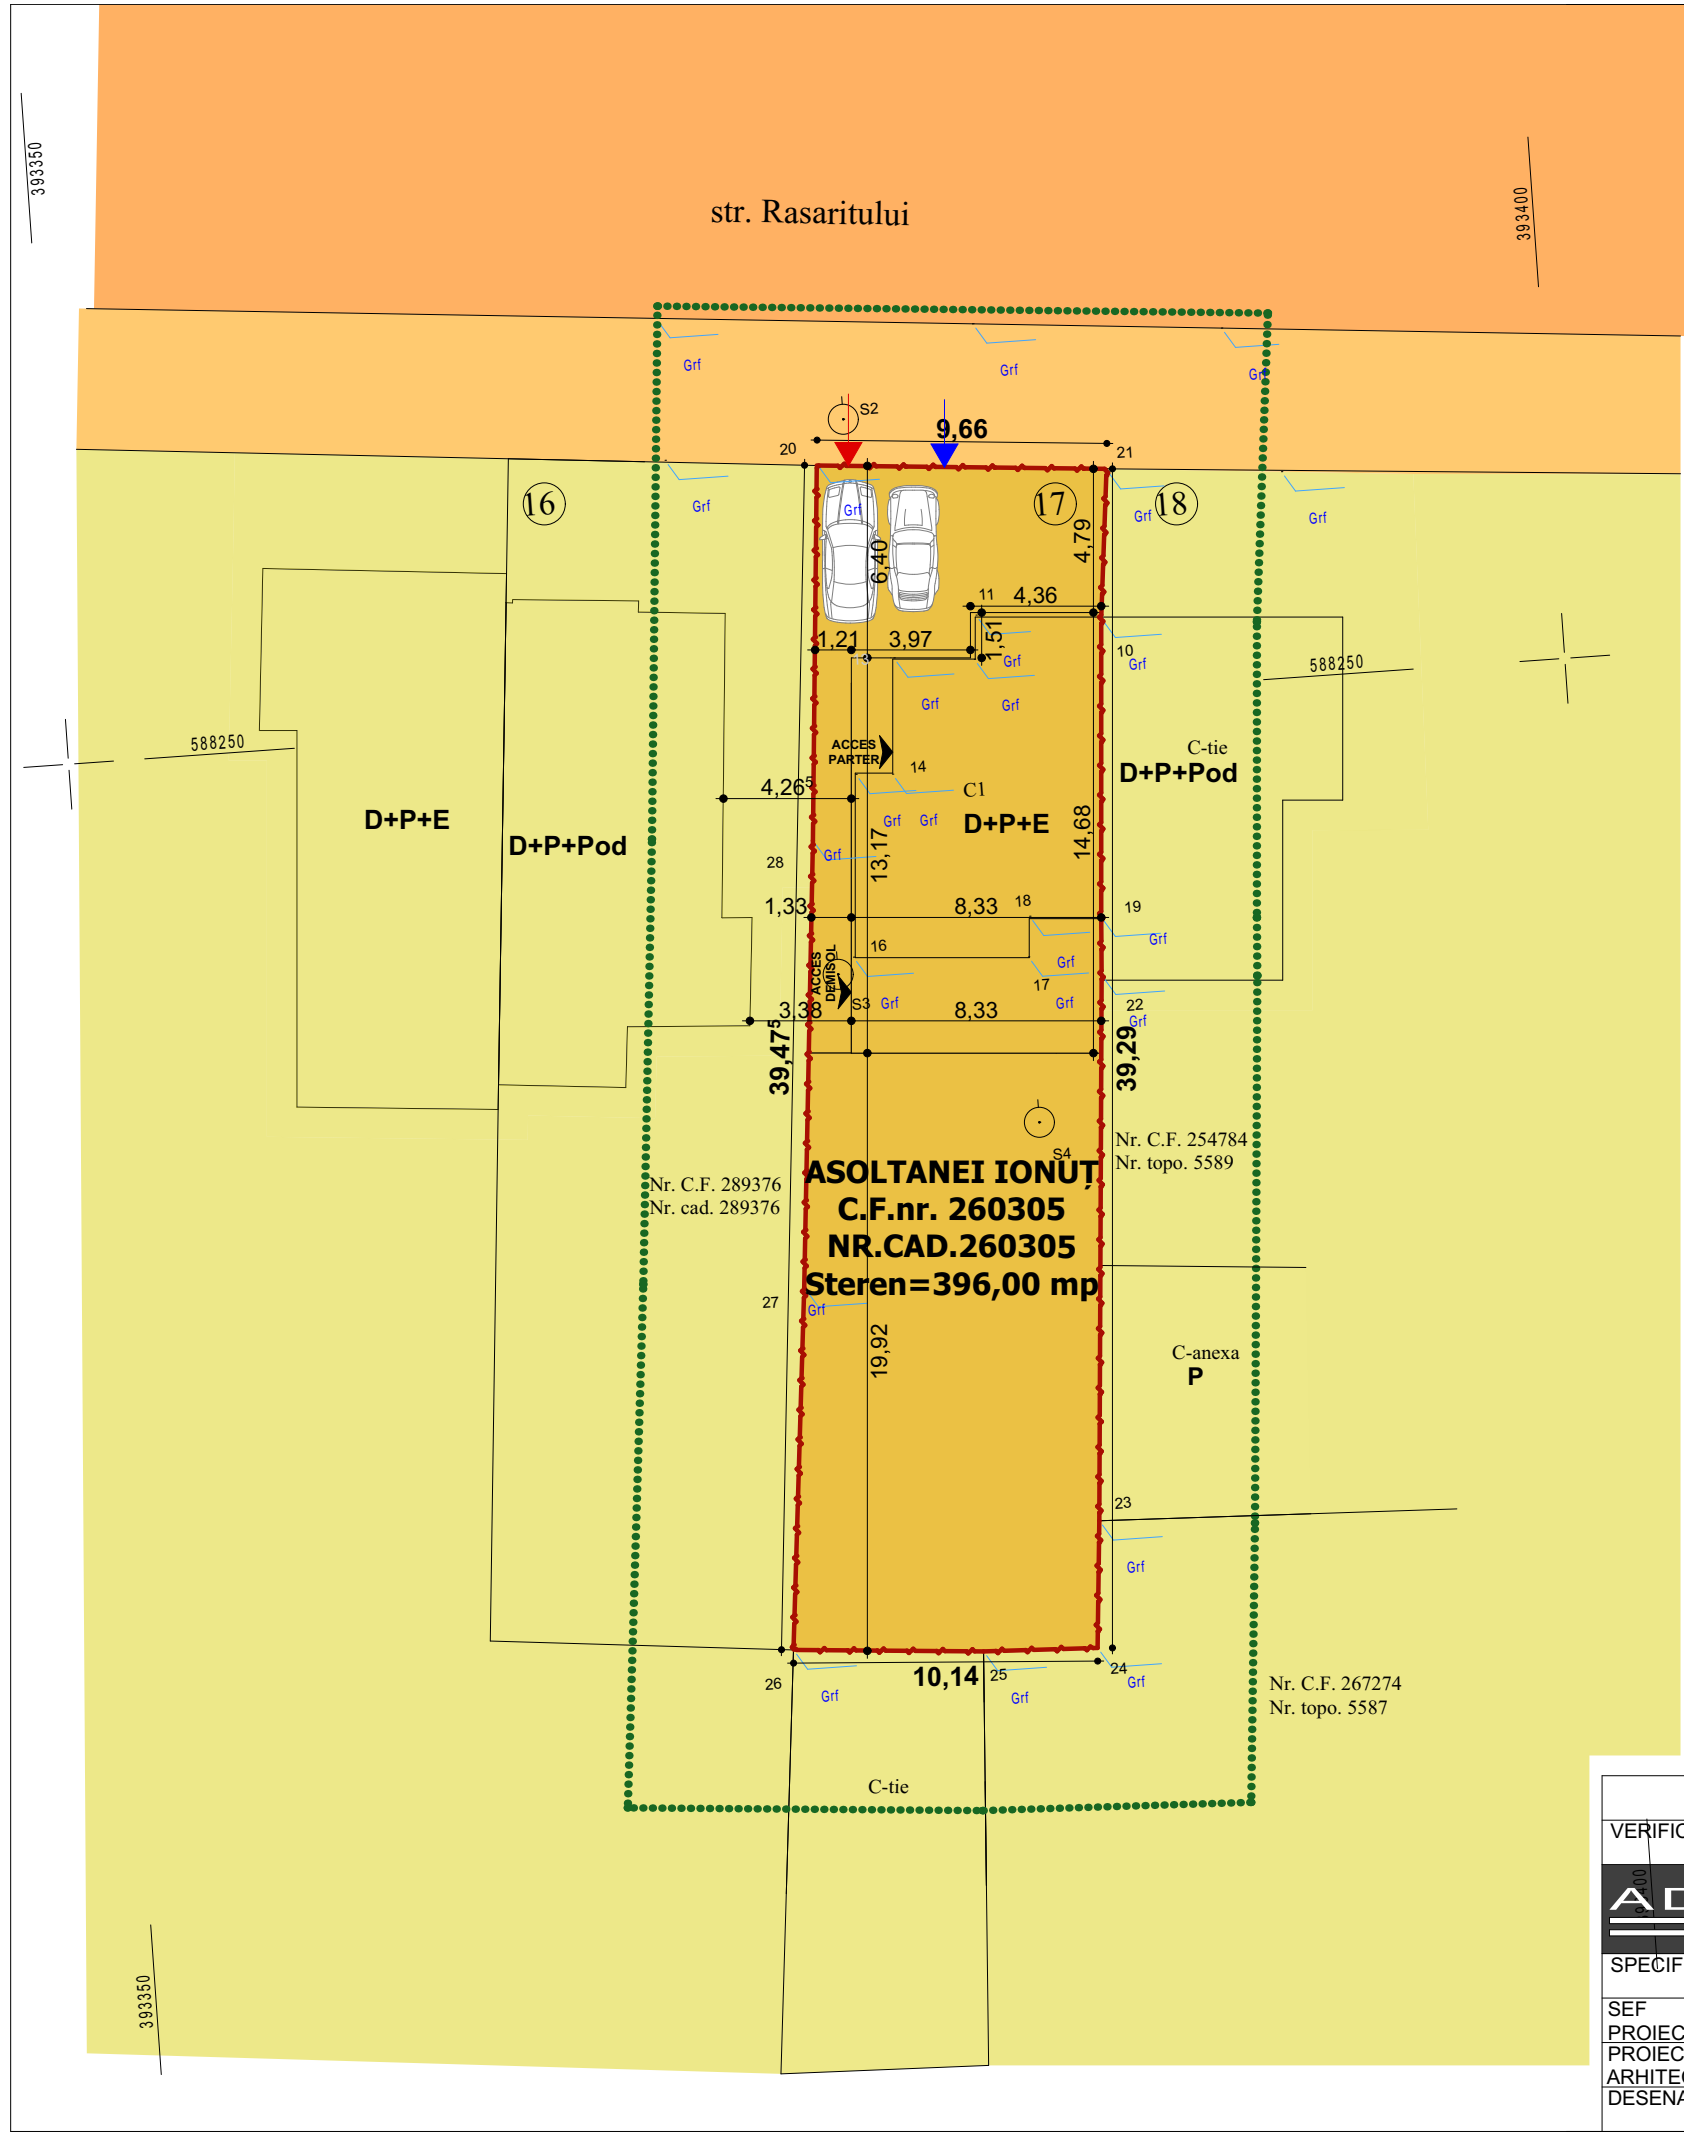 393350
393400
str. Rasaritului
Grf
Grf
Grf
S2
9,66
20
21
16
17
18
Grf
Grf
Grf
Grf
6,40
4,79
11
4,36
1,21
3,97
1,51
10
Grf
Grf
588250
Grf
Grf
588250
ACCES
PARTER
14
C-tie
D+P+Pod
4,26⁵
C1
D+P+E
D+P+E
D+P+Pod
Grf
Grf
Grf
13,17
14,68
28
1,33
8,33
18
19
Grf
16
ACCES
DEMISOL
Grf
17
S3
Grf
Grf
22
Grf
3,38
8,33
39,47⁵
39,29
S4
Nr. C.F. 254784
Nr. topo. 5589
Nr. C.F. 289376
Nr. cad. 289376
ASOLTANEI IONUȚ
C.F.nr. 260305
NR.CAD.260305
Steren=396,00 mp
27
Grf
19,92
C-anexa
P
23
Grf
10,14
25
24
26
Grf
Grf
Grf
Nr. C.F. 267274
Nr. topo. 5587
C-tie
VERIFIC
AD
SPECIF
393350
SEF
PROIEC
PROIEC
ARHITEC
DESENA